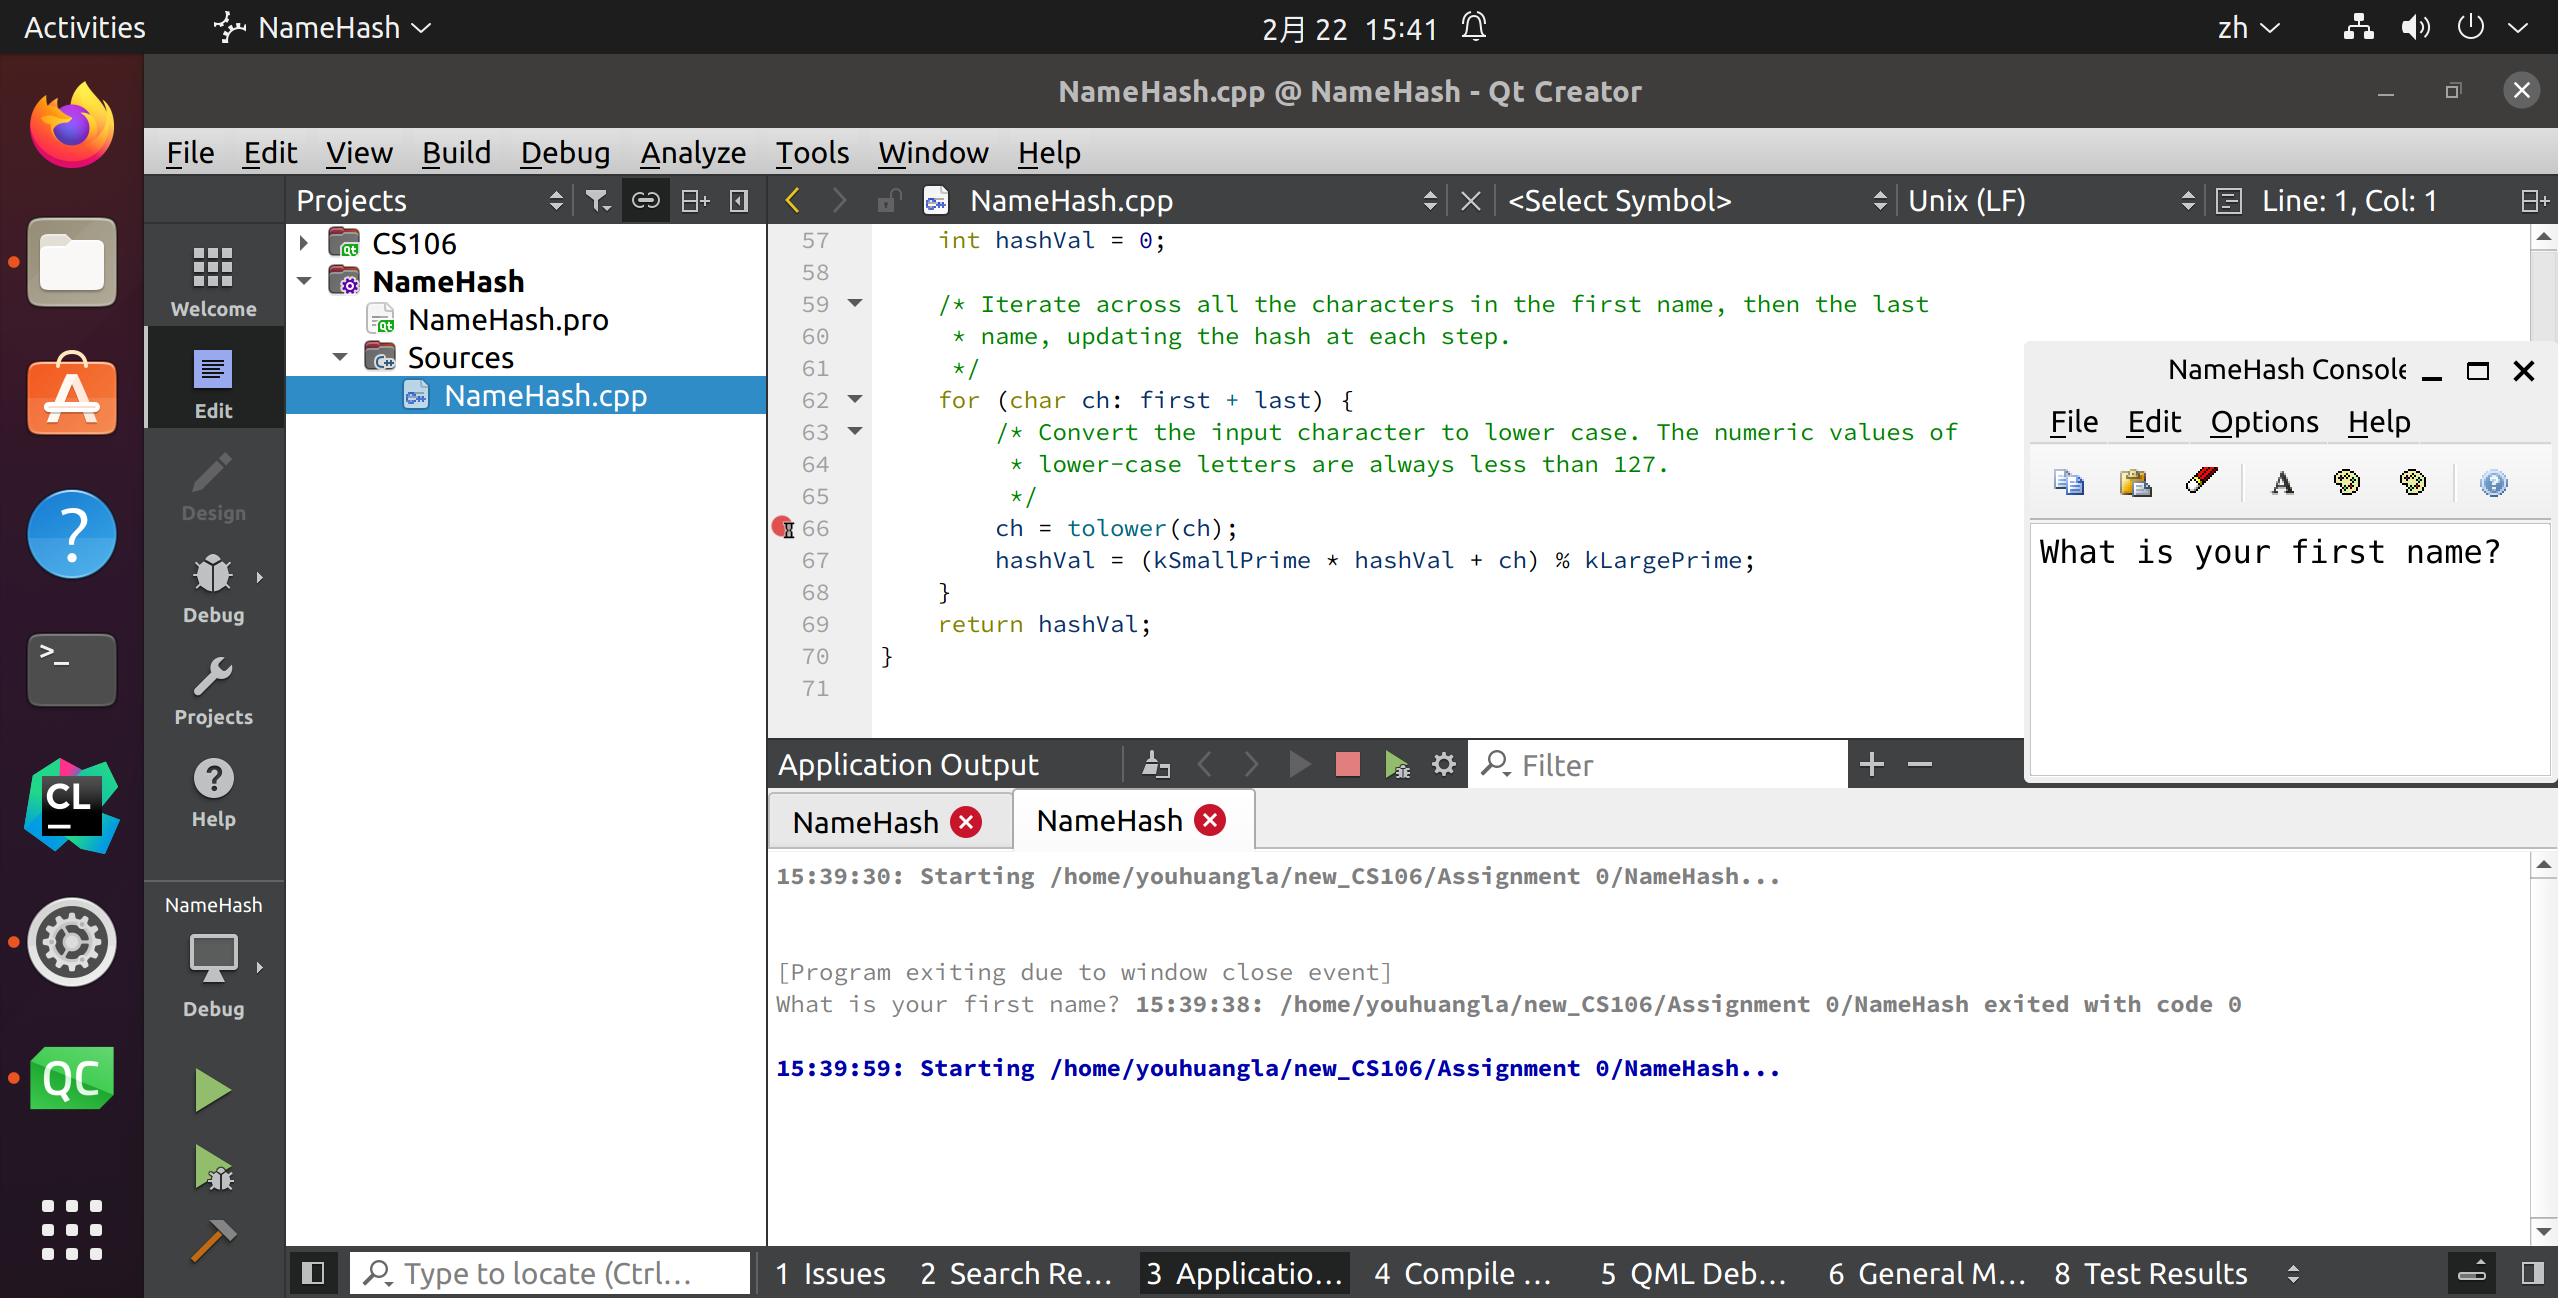 Activities
NameHash
2月 22 15:41
zh
NameHash.cpp @ NameHash - Qt Creator
File Edit View Build Debug Analyze Tools Window Help
Projects
NameHash.cpp
<Select Symbol>
Unix (LF)
Line: 1, Col: 1
CS106
NameHash
NameHash.pro
Sources
NameHash.cpp
Welcome
Edit
Design
Debug
Projects
Help
NameHash
Debug
57 int hashVal = 0;
58
59 /* Iterate across all the characters in the first name, then the last
60 * name, updating the hash at each step.
61 */
62 for (char ch: first + last) {
63 /* Convert the input character to lower case. The numeric values of
64 * lower-case letters are always less than 127.
65 */
66 ch = tolower(ch);
67 hashVal = (kSmallPrime * hashVal + ch) % kLargePrime;
68 }
69 return hashVal;
70 }
71
NameHash Console
File Edit Options Help
A
What is your first name?
Application Output
Filter
NameHash
NameHash
15:39:30: Starting /home/youhuangla/new_CS106/Assignment 0/NameHash...
[Program exiting due to window close event]
What is your first name? 15:39:38: /home/youhuangla/new_CS106/Assignment 0/NameHash exited with code 0
15:39:59: Starting /home/youhuangla/new_CS106/Assignment 0/NameHash...
>_
CL
QC
Type to locate (Ctrl...
1 Issues
2 Search Re...
3 Applicatio...
4 Compile ...
5 QML Deb...
6 General M...
8 Test Results